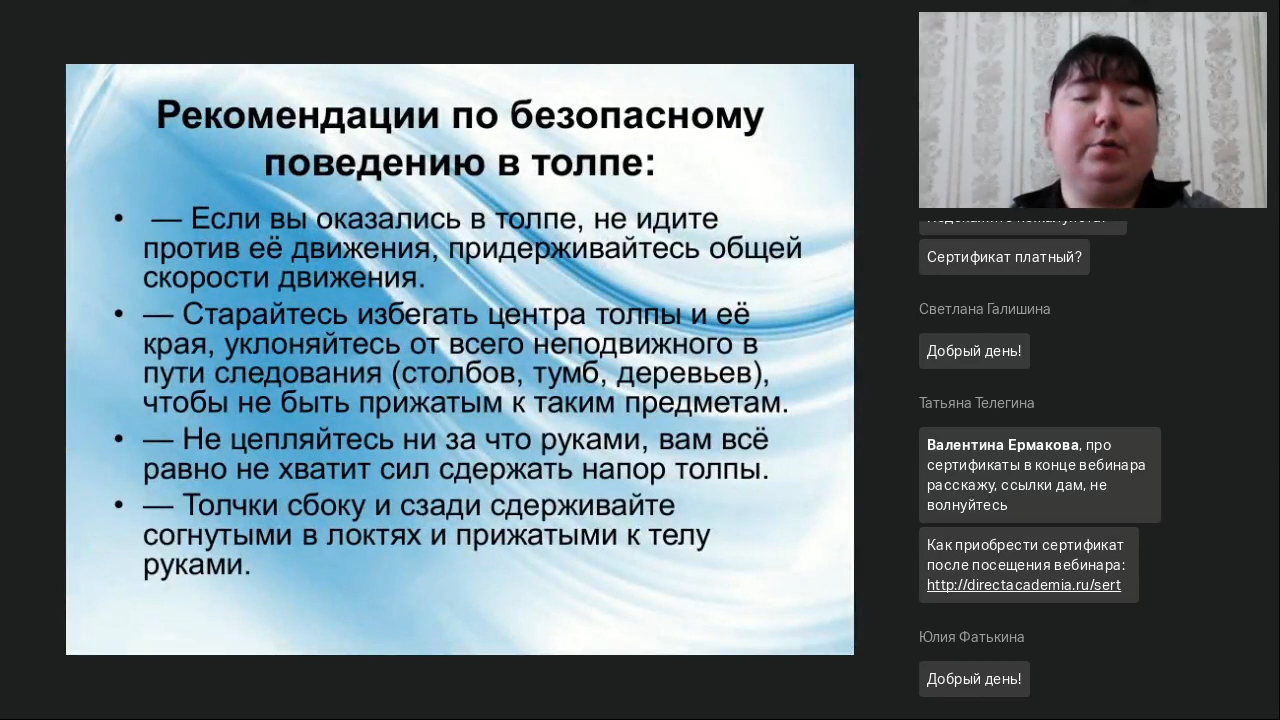 Рекомендации по безопасному
поведению в толпе:
• — Если вы оказались в толпе, не идите
против её движения, придерживайтесь общей
скорости движения.
• — Старайтесь избегать центра толпы и её
края, уклоняйтесь от всего неподвижного в
пути следования (столбов, тумб, деревьев),
чтобы не быть прижатым к таким предметам.
• — Не цепляйтесь ни за что руками, вам всё
равно не хватит сил сдержать напор толпы.
• — Толчки сбоку и сзади сдерживайте
согнутыми в локтях и прижатыми к телу
руками.
Сертификат платный?
Светлана Галишина
Добрый день!
Татьяна Телегина
Валентина Ермакова, про
сертификаты в конце вебинара
расскажу, ссылки дам, не
волнуйтесь
Как приобрести сертификат
после посещения вебинара:
http://directacademia.ru/sert
Юлия Фатькина
Добрый день!